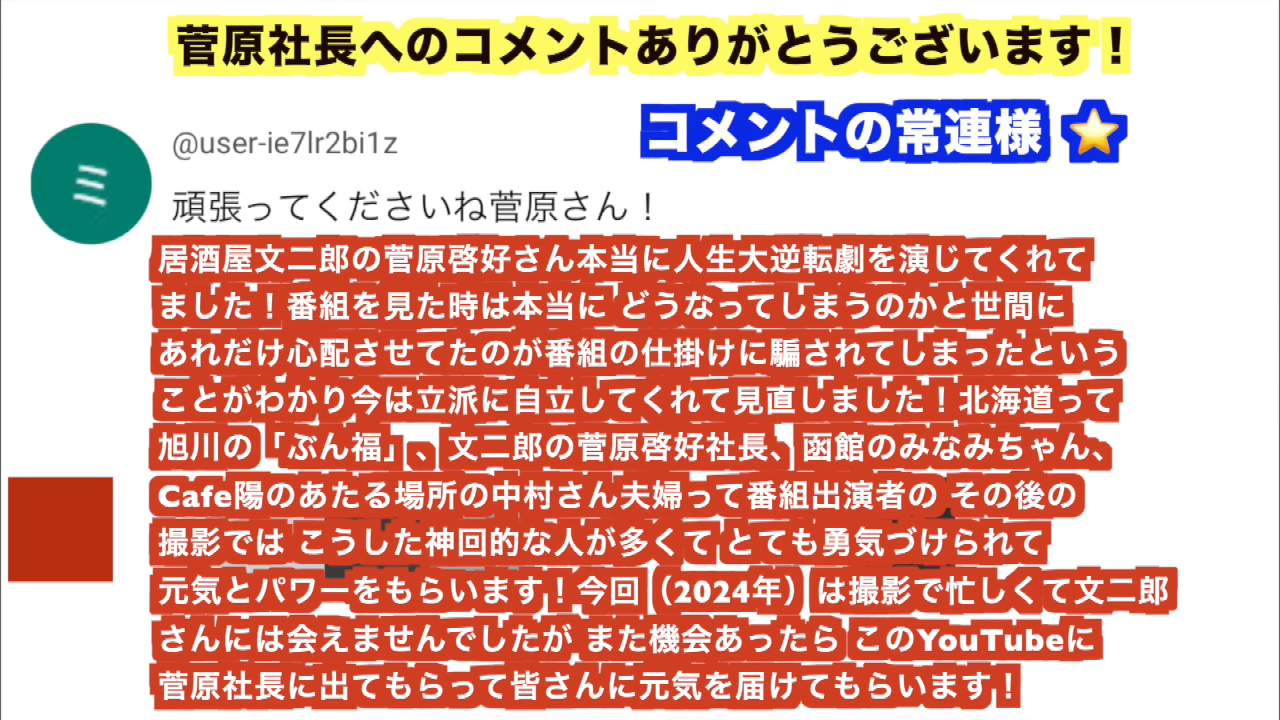 菅原社長へのコメントありがとうございます！
コメントの常連様
ミ
@user-ie7lr2bi1z
頑張ってくださいね菅原さん！
居酒屋文二郎の菅原啓好さん本当に人生大逆転劇を演じてくれて
ました！番組を見た時は本当に どうなってしまうのかと世間に
あれだけ心配させてたのが番組の仕掛けに騙されてしまったという
ことがわかり今は立派に自立してくれて見直しました！北海道って
旭川の「ぶん福」、文二郎の菅原啓好社長、函館のみなみちゃん、
Cafe陽のあたる場所の中村さん夫婦って番組出演者の その後の
撮影では こうした神回的な人が多くて とても勇気づけられて
元気とパワーをもらいます！今回（2024年）は撮影で忙しくて文二郎
さんには会えませんでしたが また機会あったら このYouTubeに
菅原社長に出てもらって皆さんに元気を届けてもらいます！